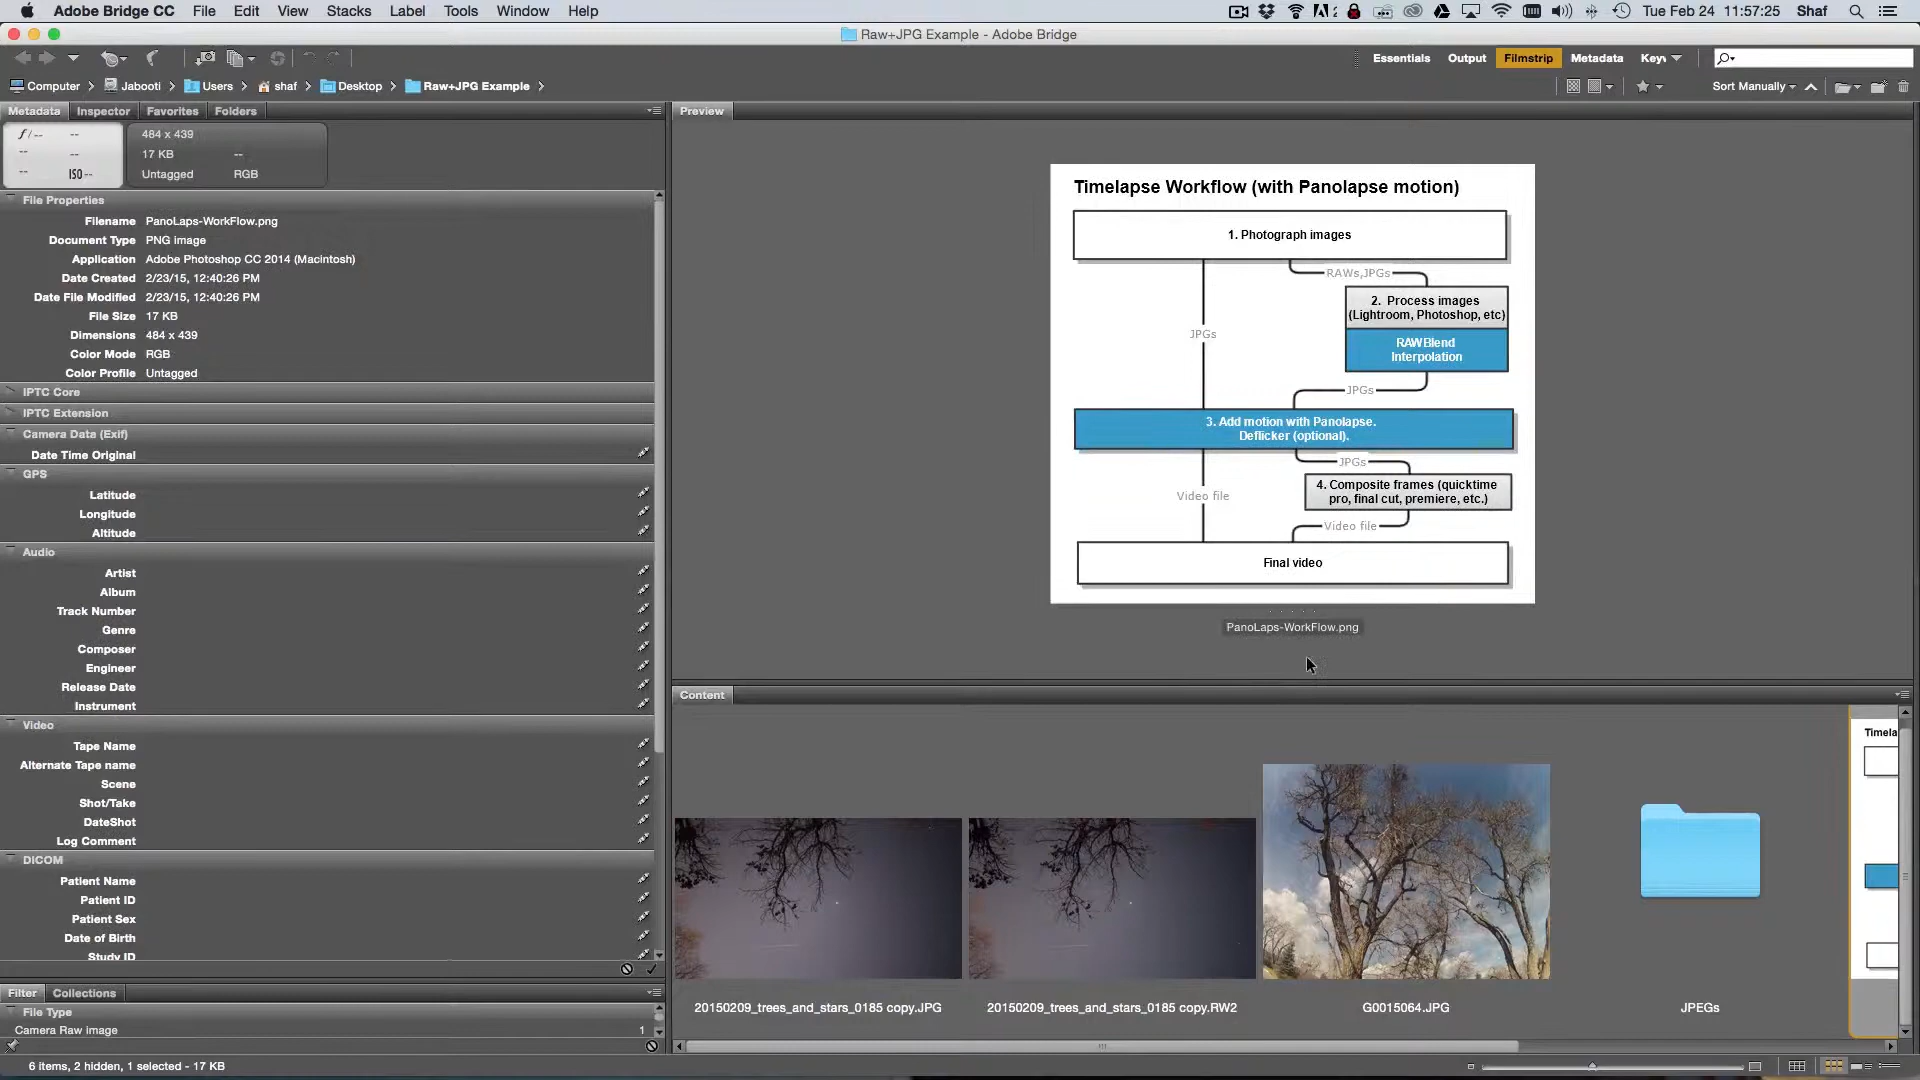 Adobe Bridge CC File Edit View Stacks Label Tools Window Help
2 Tue Feb 24 11:57:25 Shaf
Raw+JPG Example - Adobe Bridge
Essentials Output Filmstrip Metadata Keyw
Computer Jabooti Users shaf Desktop Raw+JPG Example
Sort Manually
Metadata Inspector Favorites Folders
f/-- --
-- --
-- ISO --
484 x 439
17 KB --
Untagged RGB
File Properties
Filename PanoLaps-WorkFlow.png
Document Type PNG image
Application Adobe Photoshop CC 2014 (Macintosh)
Date Created 2/23/15, 12:40:26 PM
Date File Modified 2/23/15, 12:40:26 PM
File Size 17 KB
Dimensions 484 x 439
Color Mode RGB
Color Profile Untagged
IPTC Core
IPTC Extension
Camera Data (Exif)
Date Time Original
GPS
Latitude
Longitude
Altitude
Audio
Artist
Album
Track Number
Genre
Composer
Engineer
Release Date
Instrument
Video
Tape Name
Alternate Tape name
Scene
Shot/Take
DateShot
Log Comment
DICOM
Patient Name
Patient ID
Patient Sex
Date of Birth
Study ID
Filter Collections
File Type
Camera Raw image 1
6 items, 2 hidden, 1 selected - 17 KB
Preview
Timelapse Workflow (with Panolapse motion)
1. Photograph images
RAWs,JPGs
2. Process images
(Lightroom, Photoshop, etc)
JPGs
RAWBlend
Interpolation
JPGs
3. Add motion with Panolapse.
Deflicker (optional).
JPGs
4. Composite frames (quicktime
pro, final cut, premiere, etc.)
Video file
Video file
Final video
PanoLaps-WorkFlow.png
Content
Timela
20150209_trees_and_stars_0185 copy.JPG
20150209_trees_and_stars_0185 copy.RW2
G0015064.JPG
JPEGs